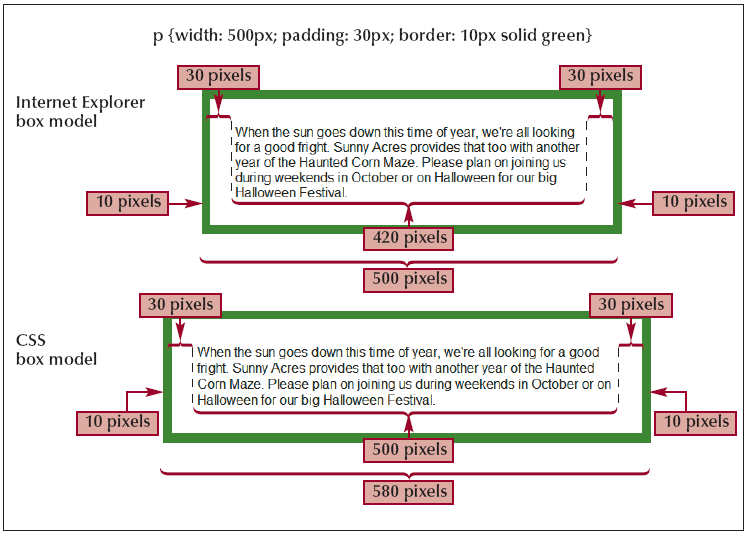 p {width: 500px; padding: 30px; border: 10px solid green}
30 pixels
30 pixels
Internet Explorer
box model
When the sun goes down this time of year, we're all looking
for a good fright. Sunny Acres provides that too with another
year of the Haunted Corn Maze. Please plan on joining us
during weekends in October or on Halloween for our big
Halloween Festival.
10 pixels
10 pixels
420 pixels
500 pixels
30 pixels
30 pixels
CSS
box model
When the sun goes down this time of year, we're all looking for a good
fright. Sunny Acres provides that too with another year of the Haunted
Corn Maze. Please plan on joining us during weekends in October or on
Halloween for our big Halloween Festival.
10 pixels
10 pixels
500 pixels
580 pixels